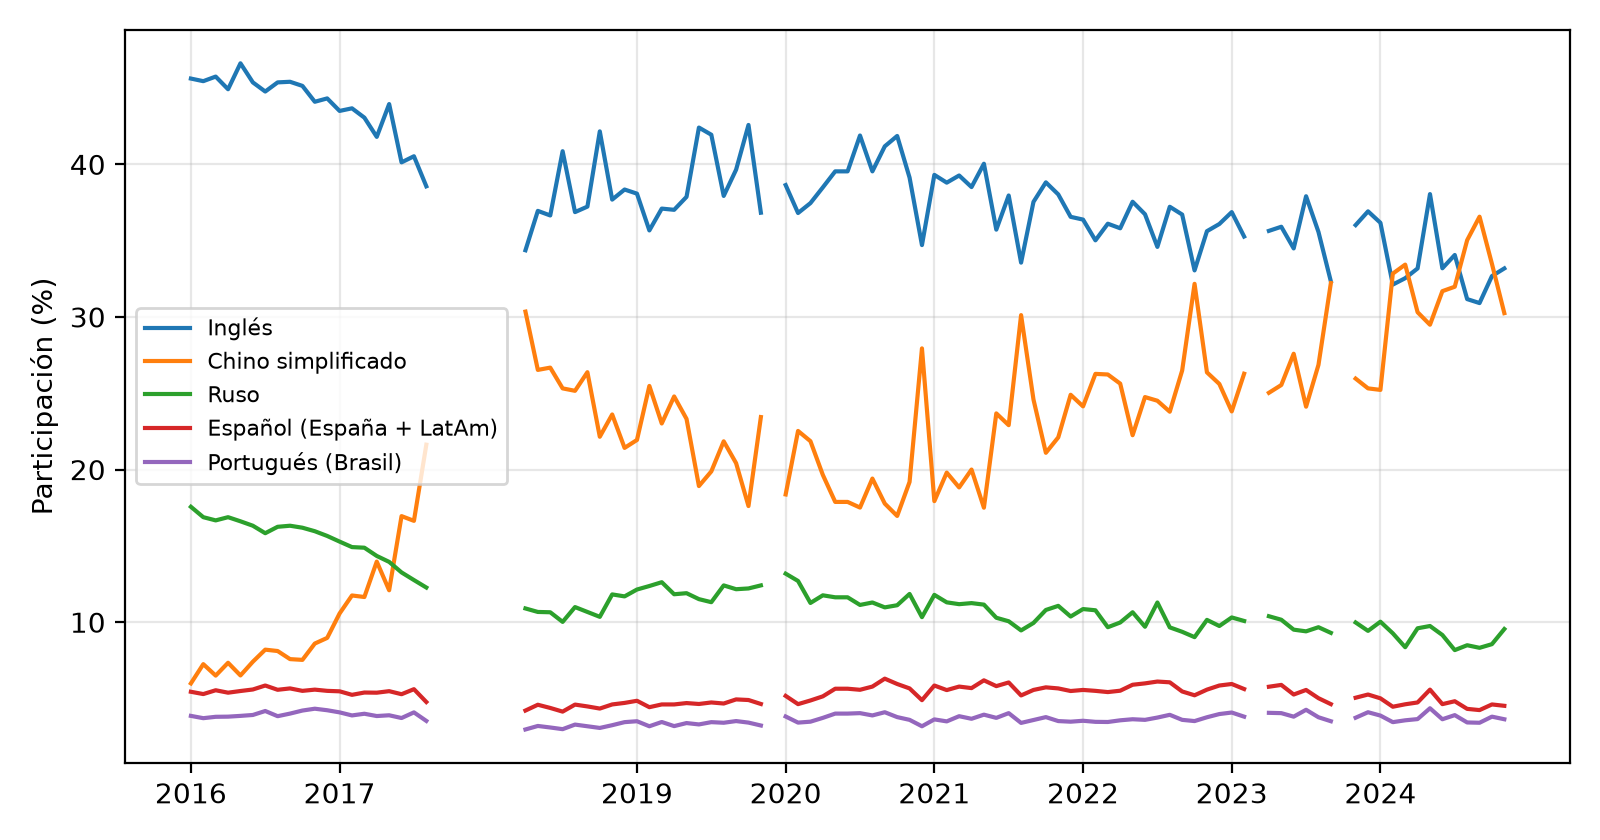 Participación (%)
40
30
20
10
Inglés
Chino simplificado
Ruso
Español (España + LatAm)
Portugués (Brasil)
2016 2017 2019 2020 2021 2022 2023 2024